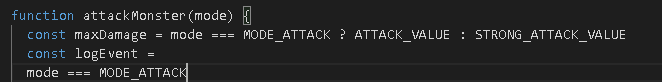 function attackMonster(mode) {
  const maxDamage = mode === MODE_ATTACK ? ATTACK_VALUE : STRONG_ATTACK_VALUE
  const logEvent =
  mode === MODE_ATTACK